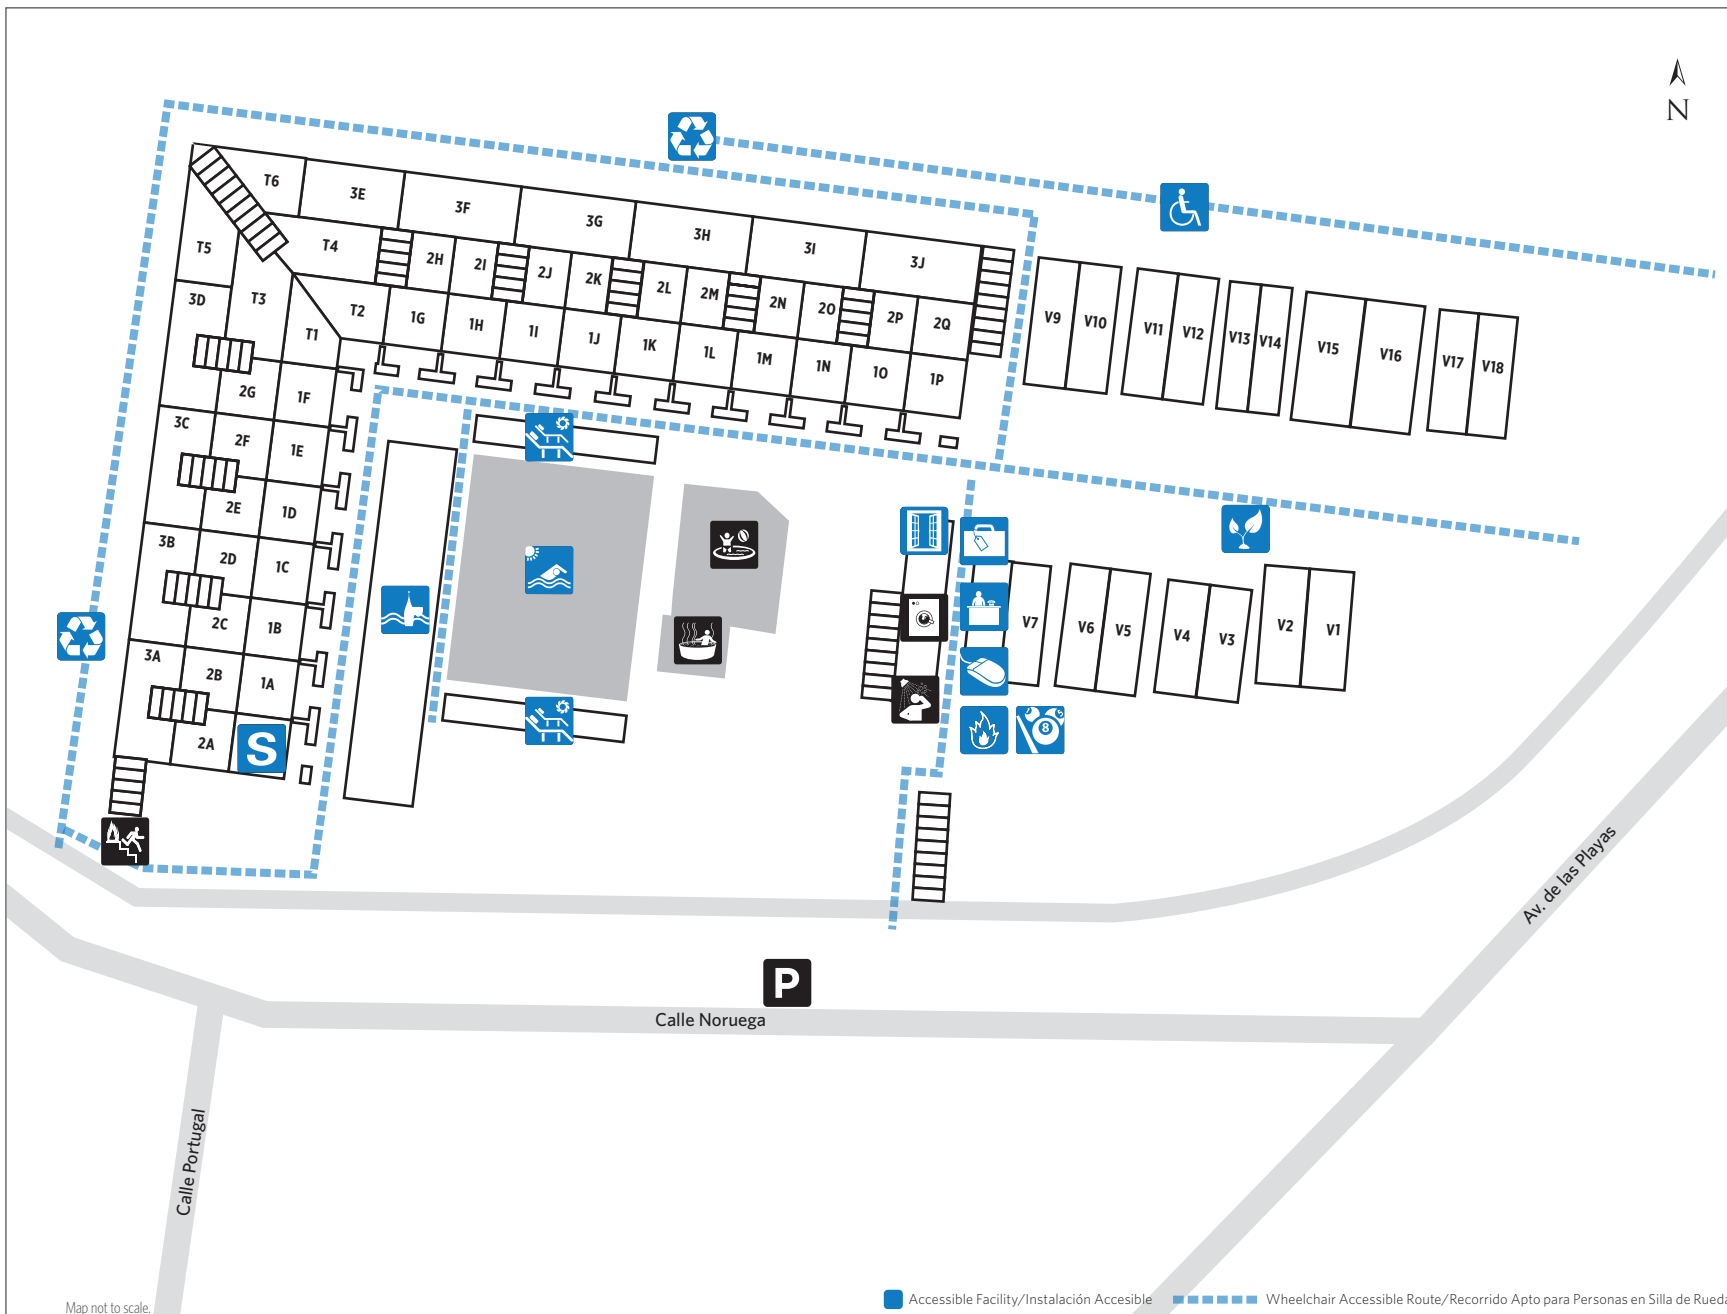 N
T6
3E
3F
3G
3H
3I
3J
T5
T4
2H
2I
2J
2K
2L
2M
2N
2O
2P
2Q
3D
T3
T2
1G
1H
1I
1J
1K
1L
1M
1N
1O
1P
T1
2G
1F
3C
2F
1E
2E
1D
3B
2D
1C
2C
1B
3A
2B
1A
2A
S
V9
V10
V11
V12
V13
V14
V15
V16
V17
V18
V7
V6
V5
V4
V3
V2
V1
8
P
Calle Noruega
Av. de las Playas
Calle Portugal
Map not to scale.
Accessible Facility/Instalación Accesible
Wheelchair Accessible Route/Recorrido Apto para Personas en Silla de